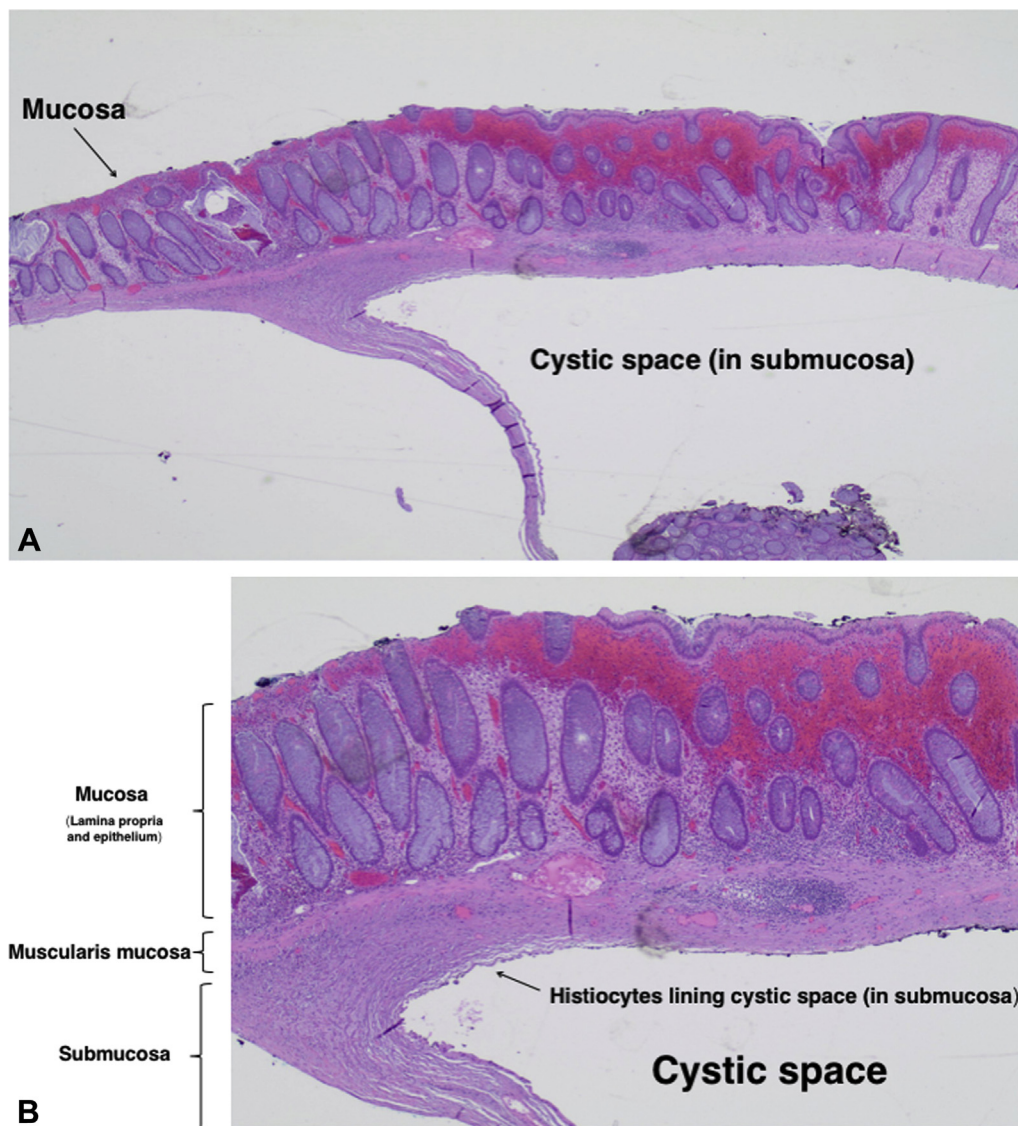 Mucosa
Cystic space (in submucosa)
A
Mucosa
(Lamina propria
and epithelium)
Muscularis mucosa
Histiocytes lining cystic space (in submucosa)
Submucosa
Cystic space
B